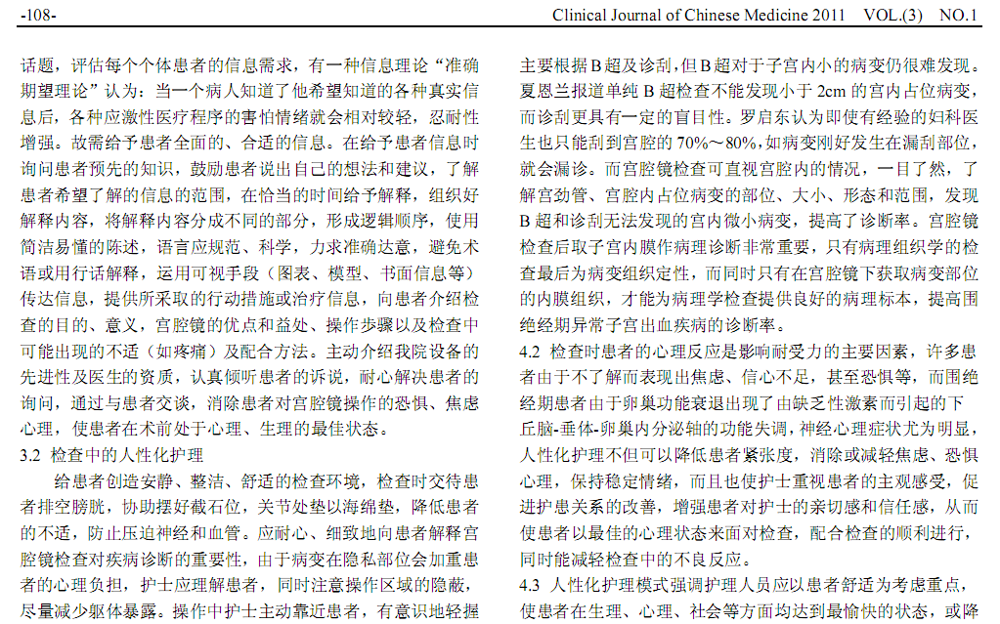 -108-
Clinical Journal of Chinese Medicine 2011 VOL.(3) NO.1
话题，评估每个个体患者的信息需求，有一种信息理论“准确
期望理论”认为：当一个病人知道了他希望知道的各种真实信
息后，各种应激性医疗程序的害怕情绪就会相对较轻，忍耐性
增强。故需给予患者全面的、合适的信息。在给予患者信息时
询问患者预先的知识，鼓励患者说出自己的想法和建议，了解
患者希望了解的信息的范围，在恰当的时间给予解释，组织好
解释内容，将解释内容分成不同的部分，形成逻辑顺序，使用
简洁易懂的陈述，语言应规范、科学，力求准确达意，避免术
语或用行话解释，运用可视手段（图表、模型、书面信息等）
传达信息，提供所采取的行动措施或治疗信息，向患者介绍检
查的目的、意义，宫腔镜的优点和益处、操作步骤以及检查中
可能出现的不适（如疼痛）及配合方法。主动介绍我院设备的
先进性及医生的资质，认真倾听患者的诉说，耐心解决患者的
询问，通过与患者交谈，消除患者对宫腔镜操作的恐惧、焦虑
心理，使患者在术前处于心理、生理的最佳状态。
3.2 检查中的人性化护理
给患者创造安静、整洁、舒适的检查环境，检查时交待患
者排空膀胱，协助摆好截石位，关节处垫以海绵垫，降低患者
的不适，防止压迫神经和血管。应耐心、细致地向患者解释宫
腔镜检查对疾病诊断的重要性，由于病变在隐私部位会加重患
者的心理负担，护士应理解患者，同时注意操作区域的隐蔽，
尽量减少躯体暴露。操作中护士主动靠近患者，有意识地轻握
主要根据 B 超及诊刮，但 B 超对于子宫内小的病变仍很难发现。
夏恩兰报道单纯 B 超检查不能发现小于 2cm 的宫内占位病变，
而诊刮更具有一定的盲目性。罗启东认为即使有经验的妇科医
生也只能刮到宫腔的 70%～80%，如病变刚好发生在漏刮部位，
就会漏诊。而宫腔镜检查可直视宫腔内的情况，一目了然，了
解宫劲管、宫腔内占位病变的部位、大小、形态和范围，发现
B 超和诊刮无法发现的宫内微小病变，提高了诊断率。宫腔镜
检查后取子宫内膜作病理诊断非常重要，只有病理组织学的检
查最后为病变组织定性，而同时只有在宫腔镜下获取病变部位
的内膜组织，才能为病理学检查提供良好的病理标本，提高围
绝经期异常子宫出血疾病的诊断率。
4.2 检查时患者的心理反应是影响耐受力的主要因素，许多患
者由于不了解而表现出焦虑、信心不足，甚至恐惧等，而围绝
经期患者由于卵巢功能衰退出现了由缺乏性激素而引起的下
丘脑-垂体-卵巢内分泌轴的功能失调，神经心理症状尤为明显，
人性化护理不但可以降低患者紧张度，消除或减轻焦虑、恐惧
心理，保持稳定情绪，而且也使护士重视患者的主观感受，促
进护患关系的改善，增强患者对护士的亲切感和信任感，从而
使患者以最佳的心理状态来面对检查，配合检查的顺利进行，
同时能减轻检查中的不良反应。
4.3 人性化护理模式强调护理人员应以患者舒适为考虑重点，
使患者在生理、心理、社会等方面均达到最愉快的状态，或降